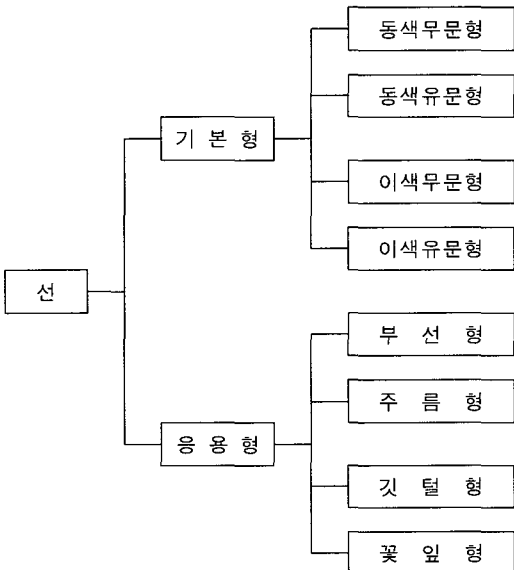 동색무문형
동색유문형
기 본 형
이색무문형
이색유문형
선
부 선 형
주 름 형
응 용 형
깃 털 형
꽃 잎 형